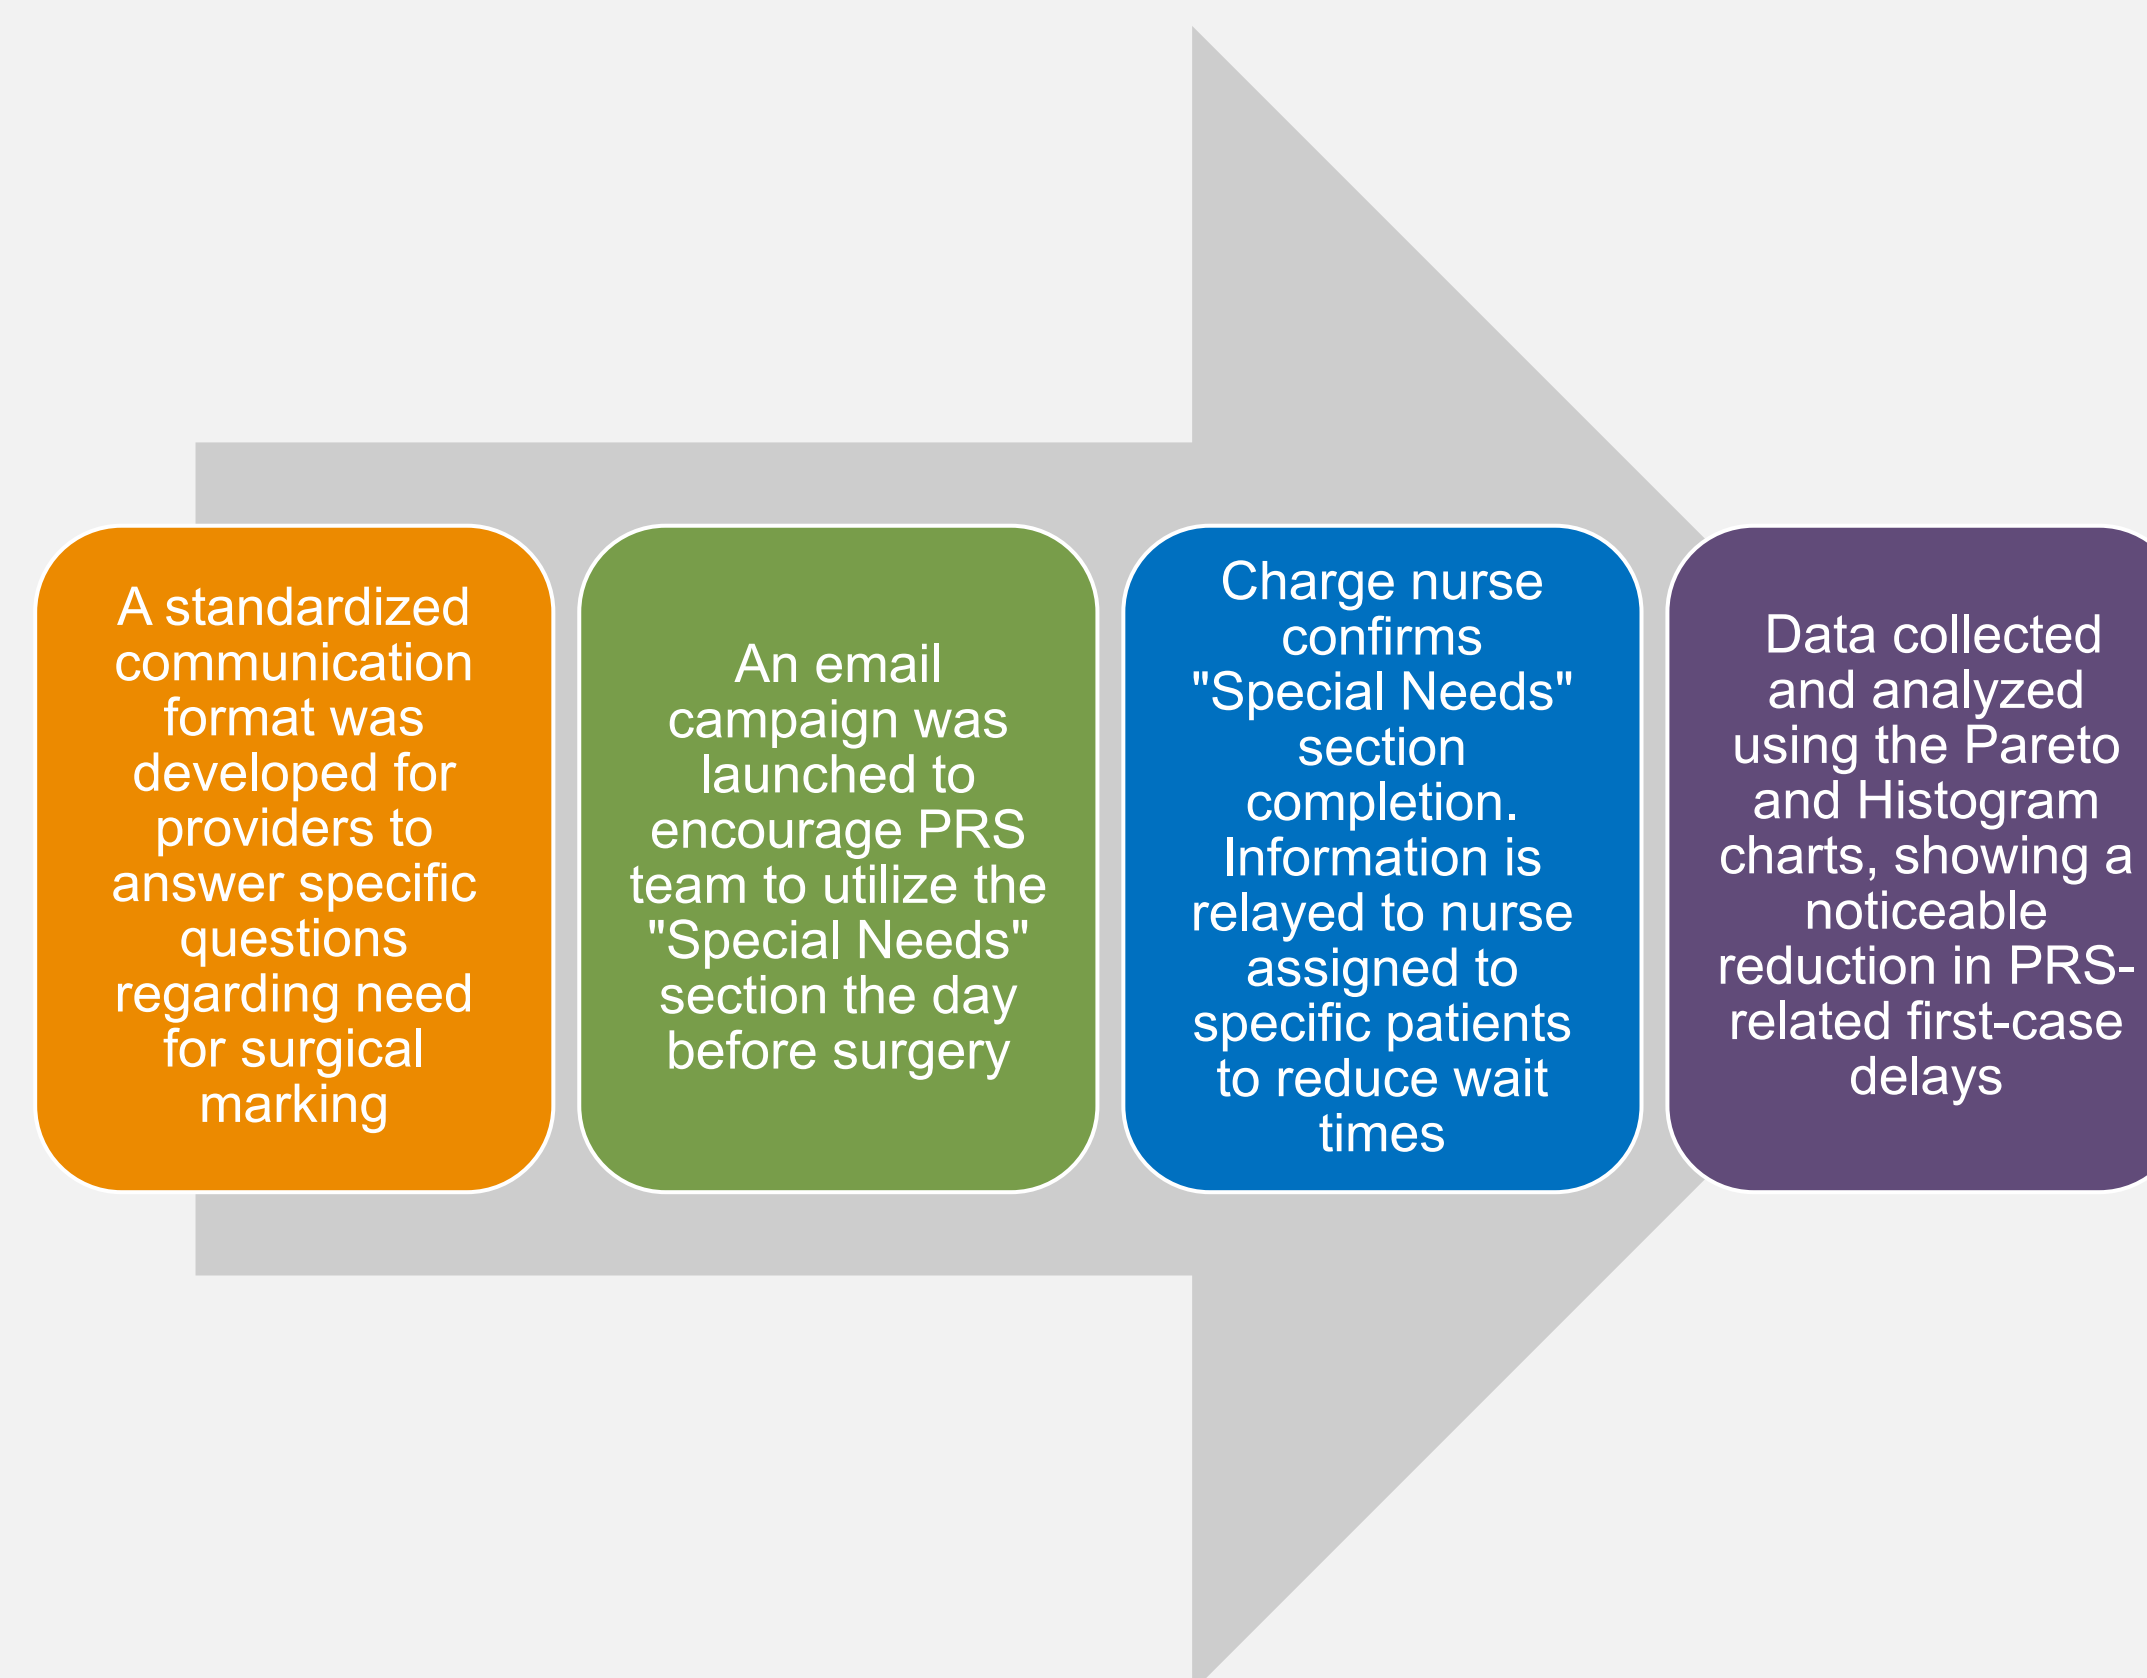 A standardized
communication
format was
developed for
providers to
answer specific
questions
regarding need
for surgical
marking
An email
campaign was
launched to
encourage PRS
team to utilize the
"Special Needs"
section the day
before surgery
Charge nurse
confirms
"Special Needs"
section
completion.
Information is
relayed to nurse
assigned to
specific patients
to reduce wait
times
Data collected
and analyzed
using the Pareto
and Histogram
charts, showing a
noticeable
reduction in PRS-
related first-case
delays